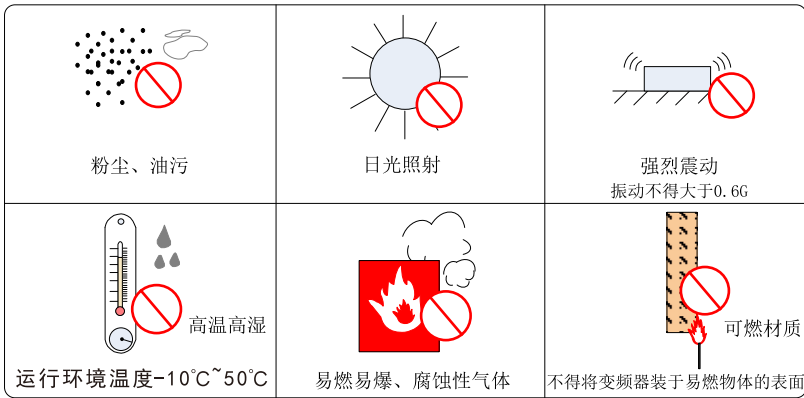 粉尘、油污
日光照射
强烈震动
振动不得大于0.6G
高温高湿
运行环境温度-10℃~50℃
易燃易爆、腐蚀性气体
可燃材质
不得将变频器装于易燃物体的表面